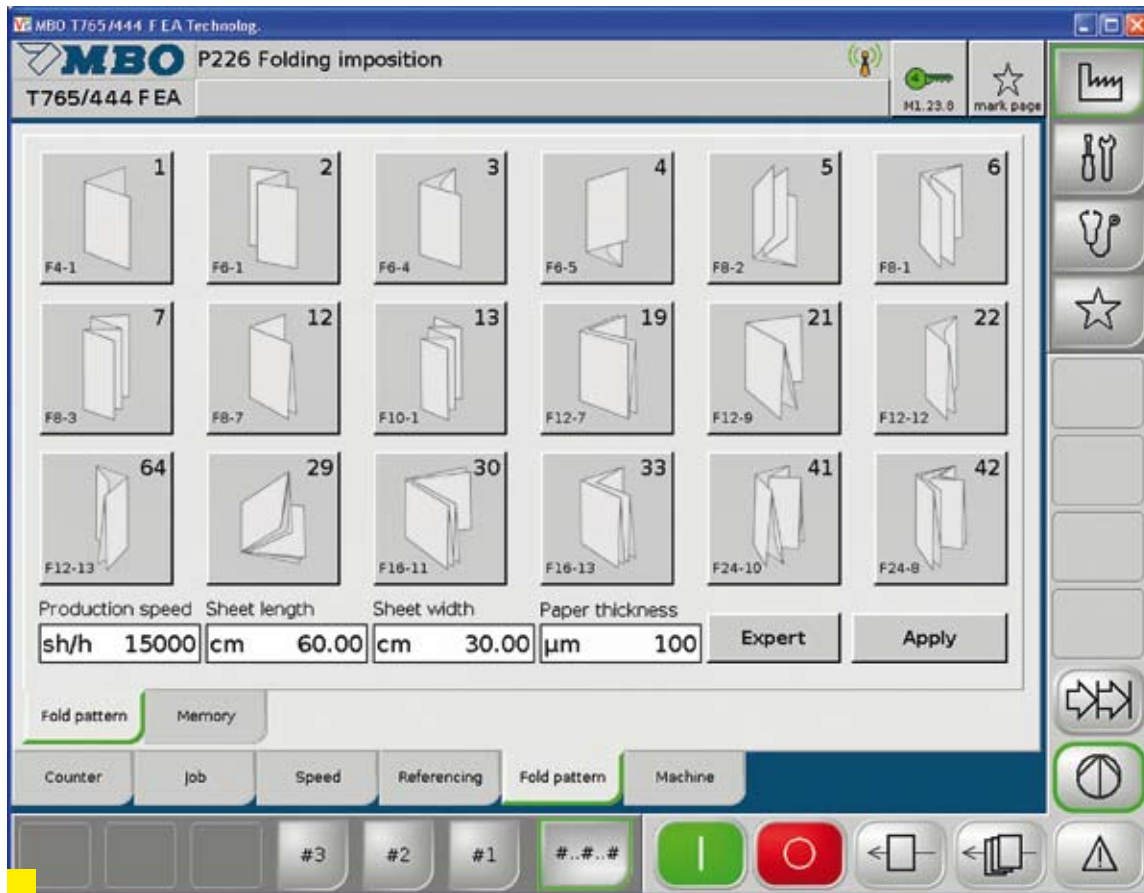 MBO T765/444 F EA Technolog.
MBO P226 Folding imposition
T765/444 F EA
M1.23.8
mark page
1 2 3 4 5 6
F4-1 F6-1 F6-4 F6-5 F8-2 F8-1
7 12 13 19 21 22
F8-3 F8-7 F10-1 F12-7 F12-9 F12-12
64 29 30 33 41 42
F12-13 F16-11 F16-13 F24-10 F24-8
Production speed Sheet length Sheet width Paper thickness
sh/h 15000 cm 60.00 cm 30.00 µm 100 Expert Apply
Fold pattern Memory
Counter Job Speed Referencing Fold pattern Machine
#3 #2 #1 #..#..#